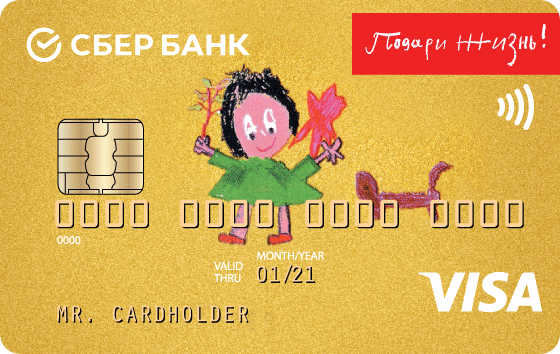 СБЕР БАНК
Подари жизнь!
0000 0000 0000 0000
0000
MONTH/YEAR
VALID THRU 01/21
MR. CARDHOLDER
VISA